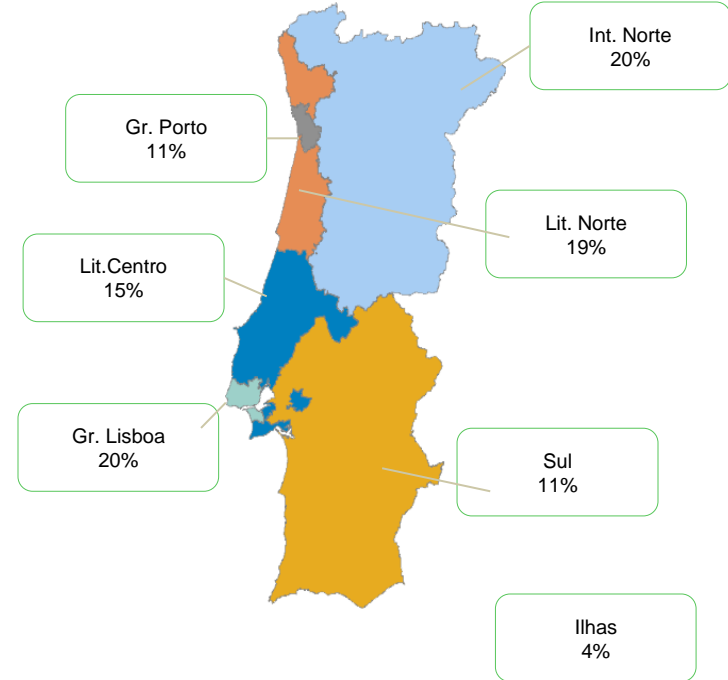 Int. Norte
20%
Gr. Porto
11%
Lit. Norte
19%
Lit.Centro
15%
Gr. Lisboa
20%
Sul
11%
Ilhas
4%